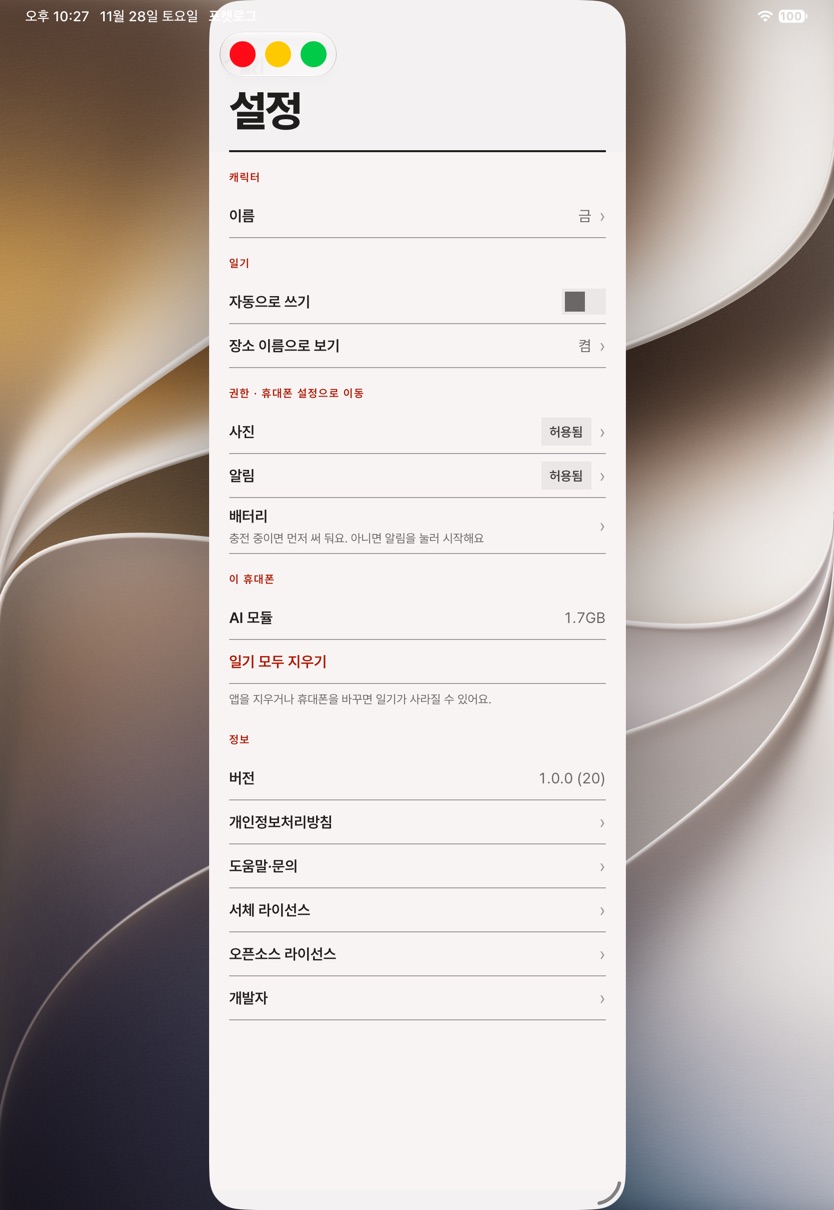 오후 10:27 11월 28일 토요일 포켓로그
100
설정
캐릭터
이름 금 〉
일기
자동으로 쓰기
장소 이름으로 보기 켬 〉
권한 · 휴대폰 설정으로 이동
사진 허용됨 〉
알림 허용됨 〉
배터리 〉
충전 중이면 먼저 써 둬요. 아니면 알림을 눌러 시작해요
이 휴대폰
AI 모듈 1.7GB
일기 모두 지우기
앱을 지우거나 휴대폰을 바꾸면 일기가 사라질 수 있어요.
정보
버전 1.0.0 (20)
개인정보처리방침 〉
도움말·문의 〉
서체 라이선스 〉
오픈소스 라이선스 〉
개발자 〉